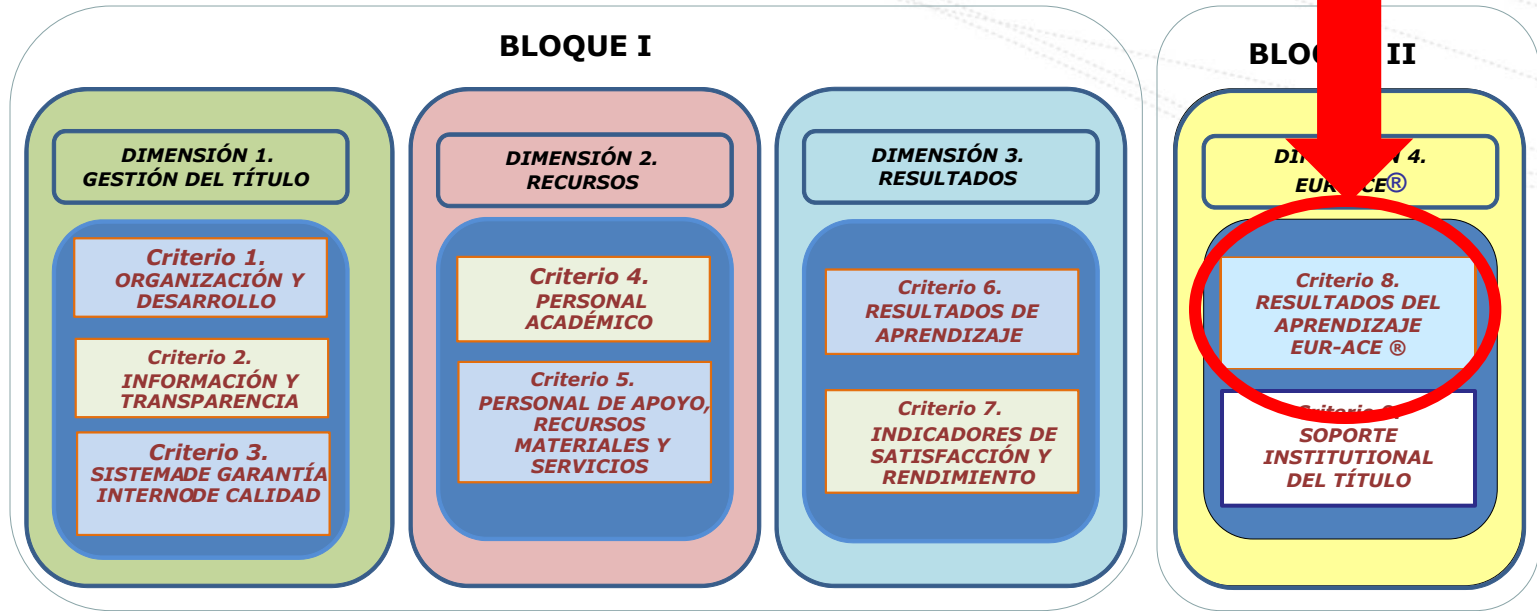 BLOQUE I
DIMENSIÓN 1.
GESTIÓN DEL TÍTULO
Criterio 1.
ORGANIZACIÓN Y
DESARROLLO
Criterio 2.
INFORMACIÓN Y
TRANSPARENCIA
Criterio 3.
SISTEMADE GARANTÍA
INTERNODE CALIDAD
DIMENSIÓN 2.
RECURSOS
Criterio 4.
PERSONAL
ACADÉMICO
Criterio 5.
PERSONAL DE APOYO,
RECURSOS
MATERIALES Y
SERVICIOS
DIMENSIÓN 3.
RESULTADOS
Criterio 6.
RESULTADOS DE
APRENDIZAJE
Criterio 7.
INDICADORES DE
SATISFACCIÓN Y
RENDIMIENTO
II
4.
Criterio 8.
RESULTADOS DEL
APRENDIZAJE
EUR-ACE ®
SOPORTE
INSTITUTIONAL
DEL TÍTULO